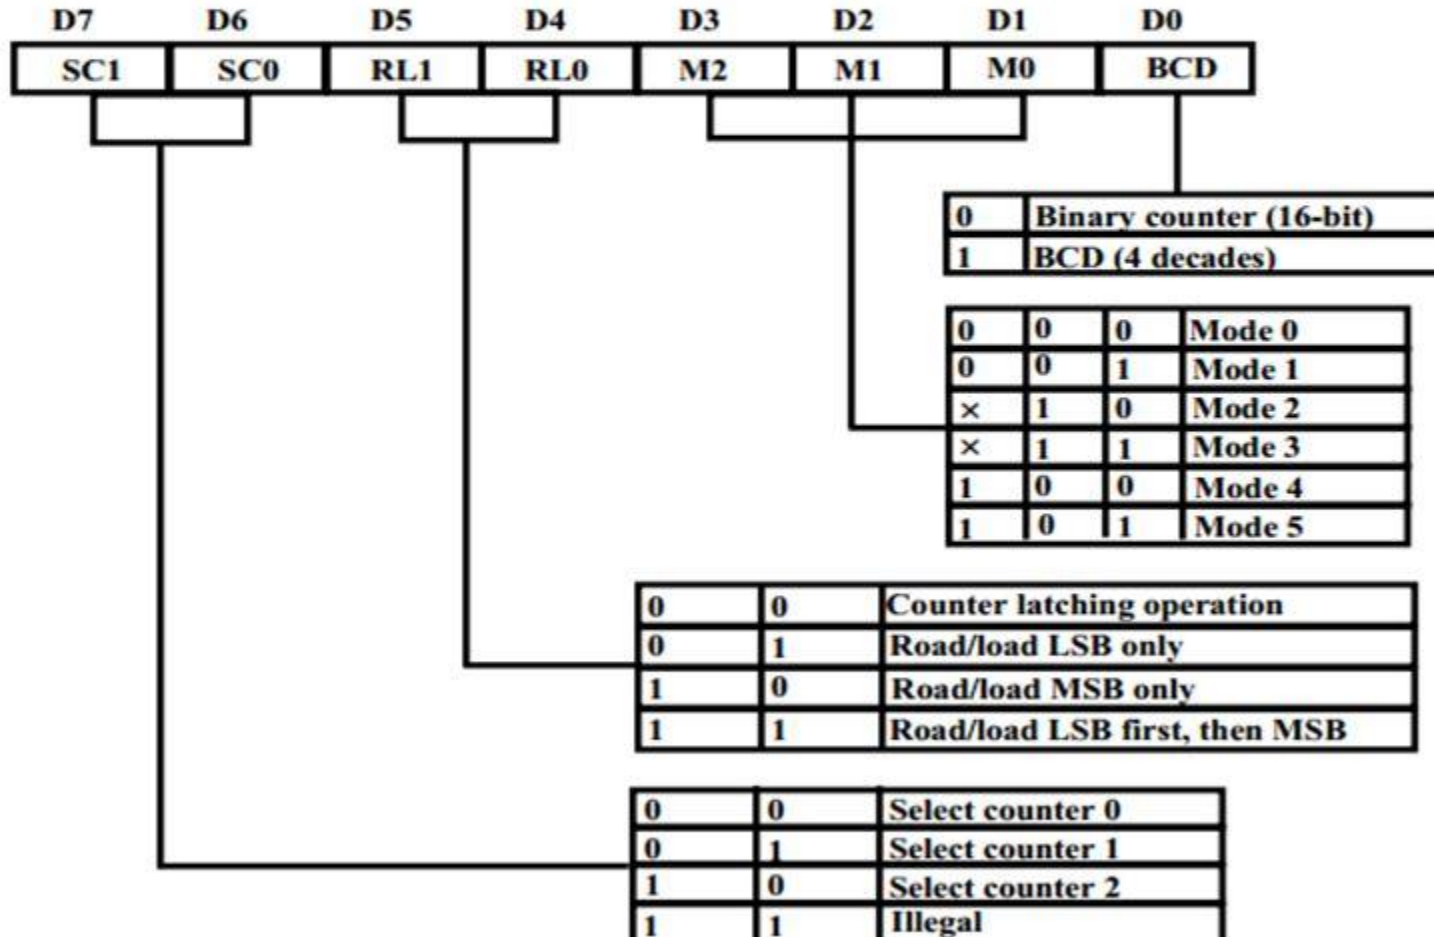 D7 D6 D5 D4 D3 D2 D1 D0
SC1 SC0 RL1 RL0 M2 M1 M0 BCD
0 Binary counter (16-bit)
1 BCD (4 decades)
0 0 0 Mode 0
0 0 1 Mode 1
× 1 0 Mode 2
× 1 1 Mode 3
1 0 0 Mode 4
1 0 1 Mode 5
0 0 Counter latching operation
0 1 Road/load LSB only
1 0 Road/load MSB only
1 1 Road/load LSB first, then MSB
0 0 Select counter 0
0 1 Select counter 1
1 0 Select counter 2
1 1 Illegal